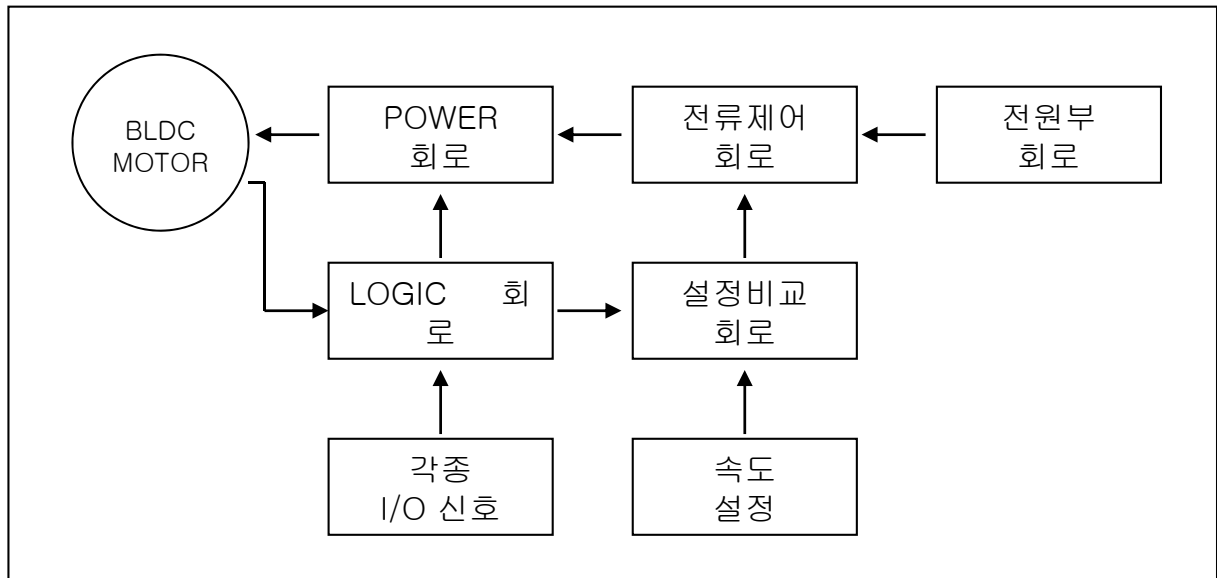 BLDC
MOTOR
POWER
회로
전류제어
회로
전원부
회로
LOGIC 회
로
설정비교
회로
각종
I/O 신호
속도
설정